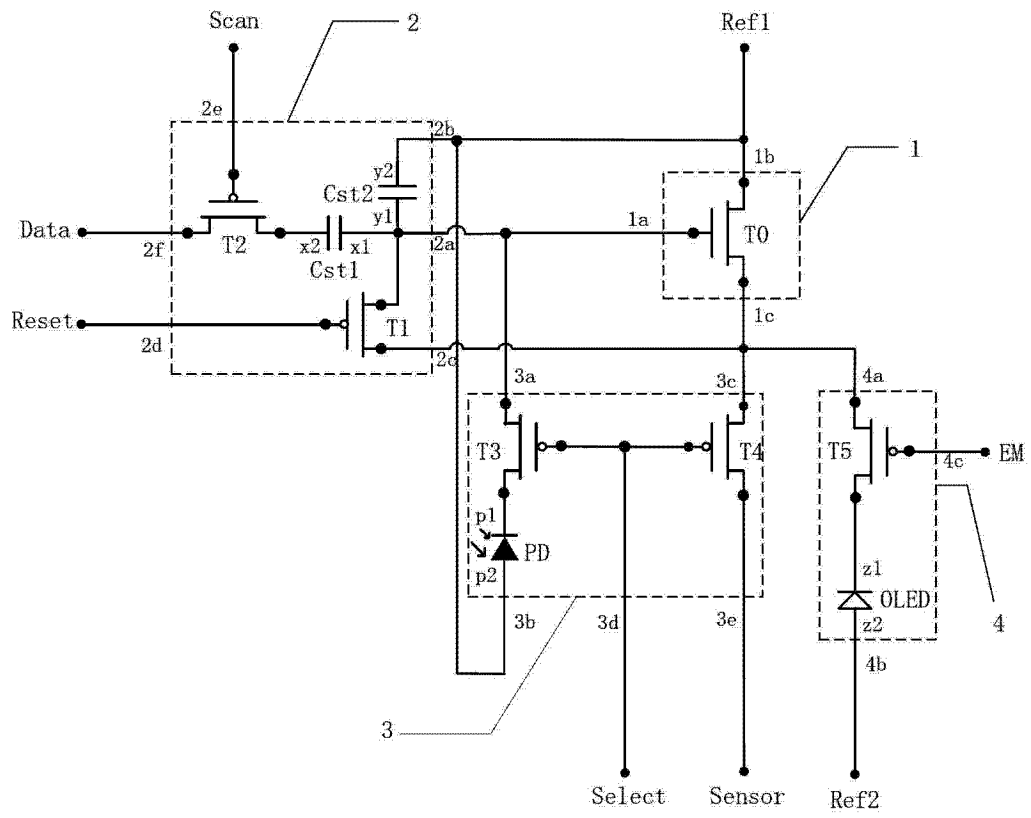 Scan
2
Ref1
2e
2b
1b
1
y2
Cst2
y1
1a
T0
Data
2f
T2
x2
x1
Cst1
2a
Reset
2d
T1
2c
1c
3a
3c
4a
T3
T4
T5
4c
EM
p1
PD
p2
z1
OLED
z2
3b
3d
3e
4b
4
3
Select
Sensor
Ref2